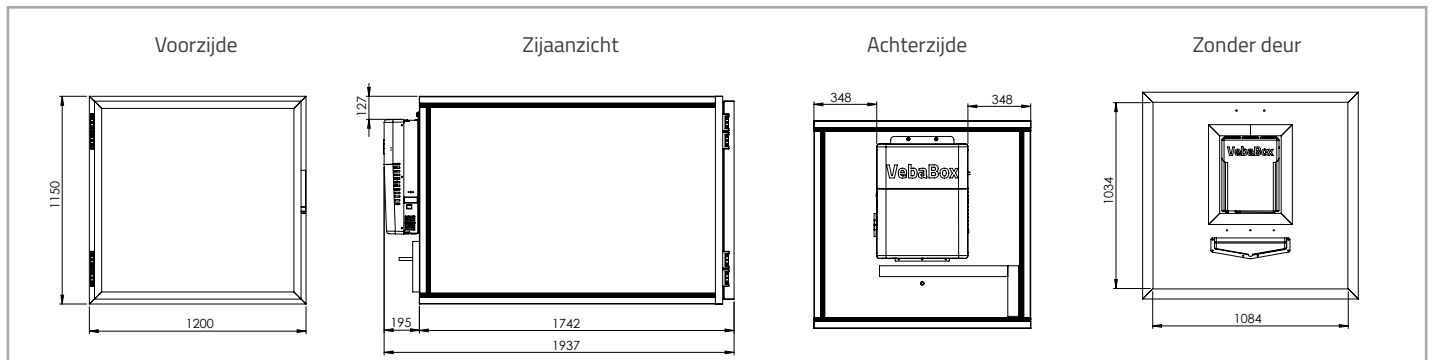 Voorzijde
Zijaanzicht
Achterzijde
Zonder deur
1150
1200
127
195
1742
1937
348
348
VebaBox
1034
VebaBox
1084